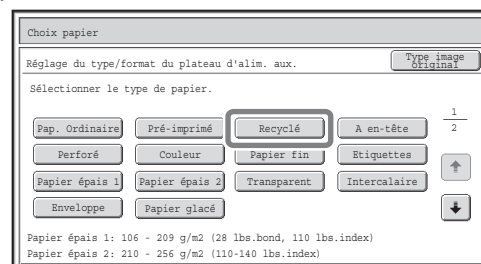 Choix papier
Réglage du type/format du plateau d'alim. aux.
Type image
original
Sélectionner le type de papier.
1
2
Pap. Ordinaire
Pré-imprimé
Recyclé
A en-tête
Perforé
Couleur
Papier fin
Etiquettes
Papier épais 1
Papier épais 2
Transparent
Intercalaire
Enveloppe
Papier glacé
Papier épais 1: 106 - 209 g/m2 (28 lbs.bond, 110 lbs.index)
Papier épais 2: 210 - 256 g/m2 (110-140 lbs.index)